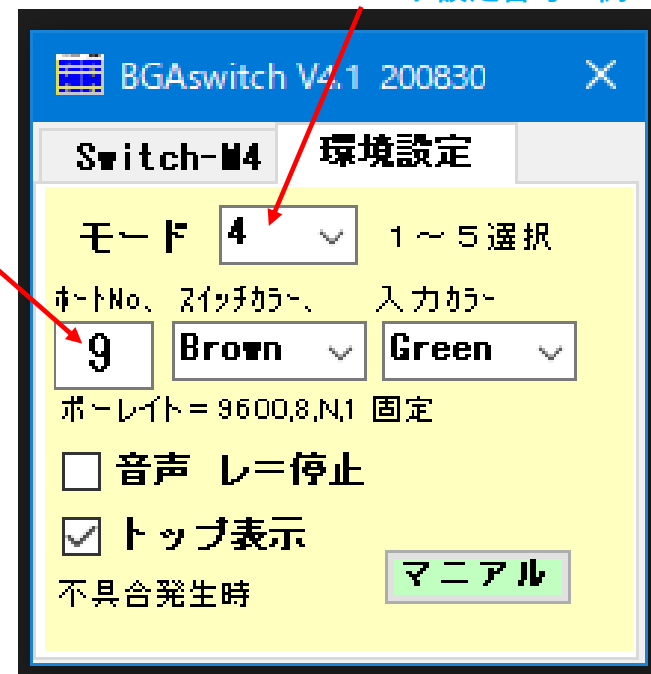 BGAswitch V4.1 200830
Switch-M4 環境設定
モード 4 1～5選択
ﾎﾟｰﾄNo、 ｽｲｯﾁｶﾗｰ、 入力ｶﾗｰ
9 Brown Green
ボーレイト＝9600,8,N,1 固定
音声 レ＝停止
トップ表示
不具合発生時 マニアル